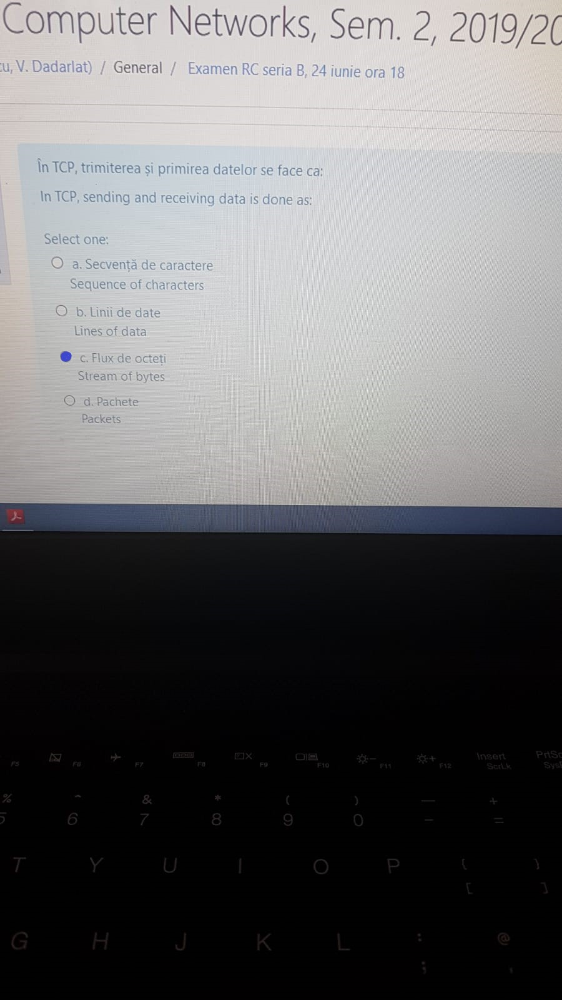 Computer Networks, Sem. 2, 2019/20
V. Dadarlat) / General / Examen RC seria B, 24 iunie ora 18
În TCP, trimiterea și primirea datelor se face ca:
In TCP, sending and receiving data is done as:
Select one:
a. Secvență de caractere
Sequence of characters
b. Linii de date
Lines of data
c. Flux de octeți
Stream of bytes
d. Pachete
Packets
F5 F6 F7 F8 F9 F10 F11 F12 Insert PrtSc
ScrLk
% ^ & * ( ) — +
5 6 7 8 9 0 - =
T Y U I O P { }
[ ]
G H J K L : @
; '